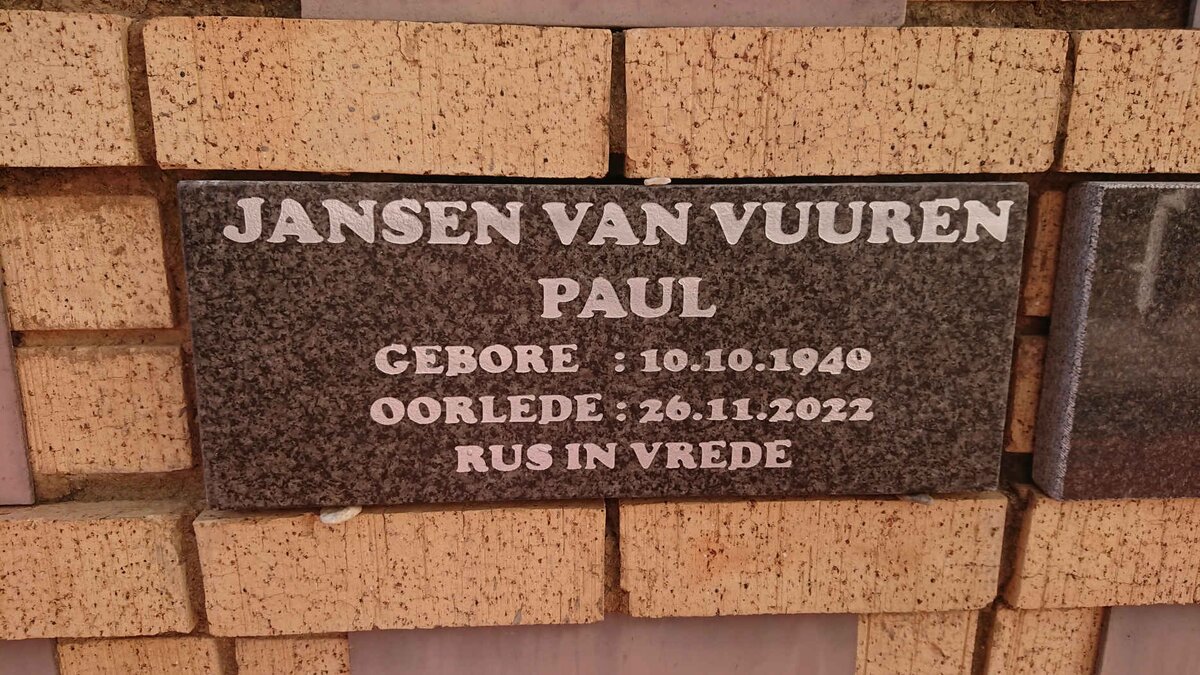 JANSEN VAN VUUREN
PAUL
GEBORE : 10.10.1940
OORLEDE : 26.11.2022
RUS IN VREDE